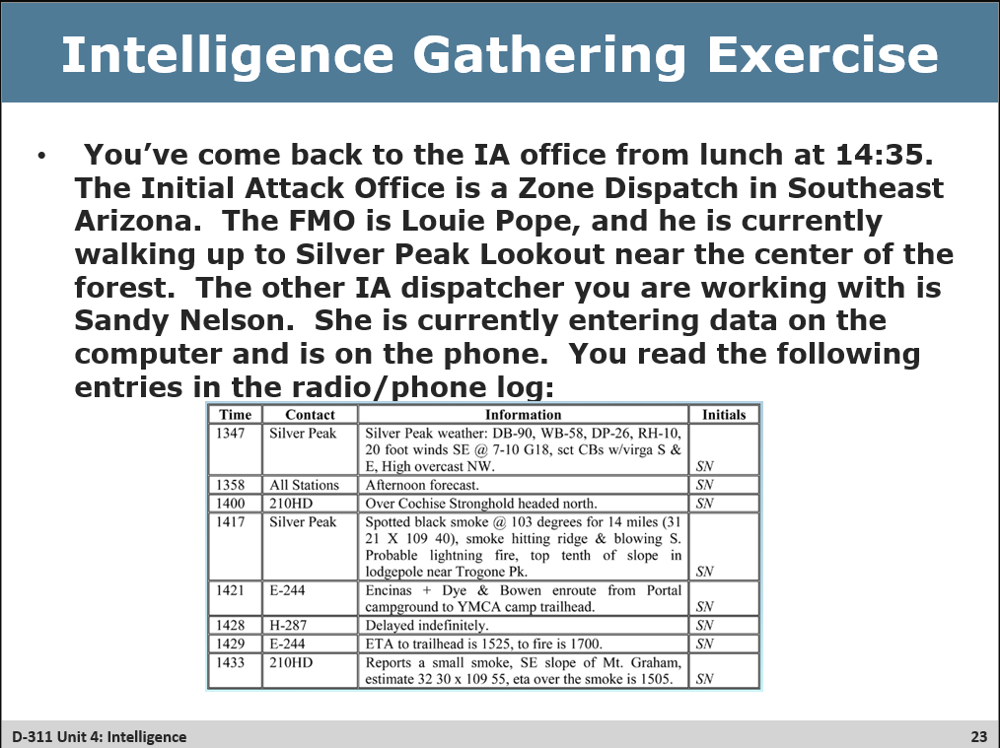 Intelligence Gathering Exercise
• You’ve come back to the IA office from lunch at 14:35.
The Initial Attack Office is a Zone Dispatch in Southeast
Arizona.  The FMO is Louie Pope, and he is currently
walking up to Silver Peak Lookout near the center of the
forest.  The other IA dispatcher you are working with is
Sandy Nelson.  She is currently entering data on the
computer and is on the phone.  You read the following
entries in the radio/phone log:
Time Contact Information Initials
1347 Silver Peak Silver Peak weather: DB-90, WB-58, DP-26, RH-10,
20 foot winds SE @ 7-10 G18, sct CBs w/virga S &
E, High overcast NW. SN
1358 All Stations Afternoon forecast. SN
1400 210HD Over Cochise Stronghold headed north. SN
1417 Silver Peak Spotted black smoke @ 103 degrees for 14 miles (31
21 X 109 40), smoke hitting ridge & blowing S.
Probable lightning fire, top tenth of slope in
lodgepole near Trogone Pk. SN
1421 E-244 Encinas + Dye & Bowen enroute from Portal
campground to YMCA camp trailhead. SN
1428 H-287 Delayed indefinitely. SN
1429 E-244 ETA to trailhead is 1525, to fire is 1700. SN
1433 210HD Reports a small smoke, SE slope of Mt. Graham,
estimate 32 30 x 109 55, eta over the smoke is 1505. SN
D-311 Unit 4: Intelligence 23